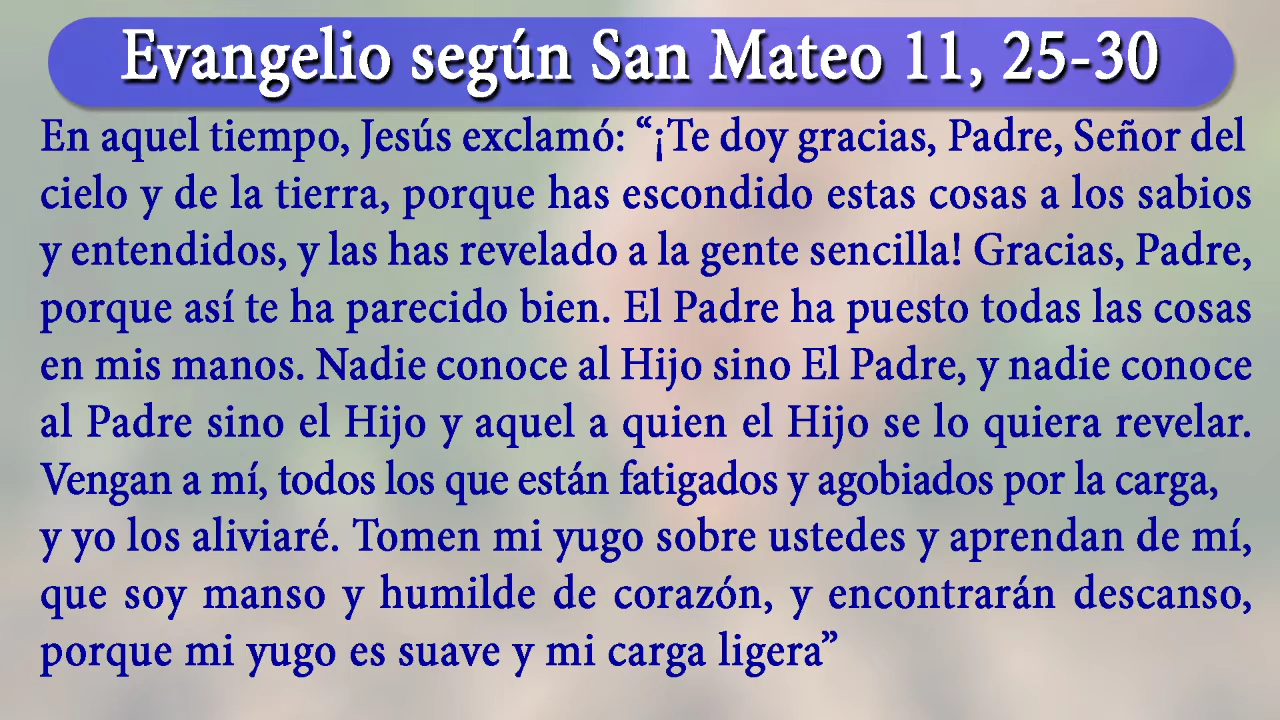 Evangelio según San Mateo 11, 25-30
En aquel tiempo, Jesús exclamó: “¡Te doy gracias, Padre, Señor del
cielo y de la tierra, porque has escondido estas cosas a los sabios
y entendidos, y las has revelado a la gente sencilla! Gracias, Padre,
porque así te ha parecido bien. El Padre ha puesto todas las cosas
en mis manos. Nadie conoce al Hijo sino El Padre, y nadie conoce
al Padre sino el Hijo y aquel a quien el Hijo se lo quiera revelar.
Vengan a mí, todos los que están fatigados y agobiados por la carga,
y yo los aliviaré. Tomen mi yugo sobre ustedes y aprendan de mí,
que soy manso y humilde de corazón, y encontrarán descanso,
porque mi yugo es suave y mi carga ligera”